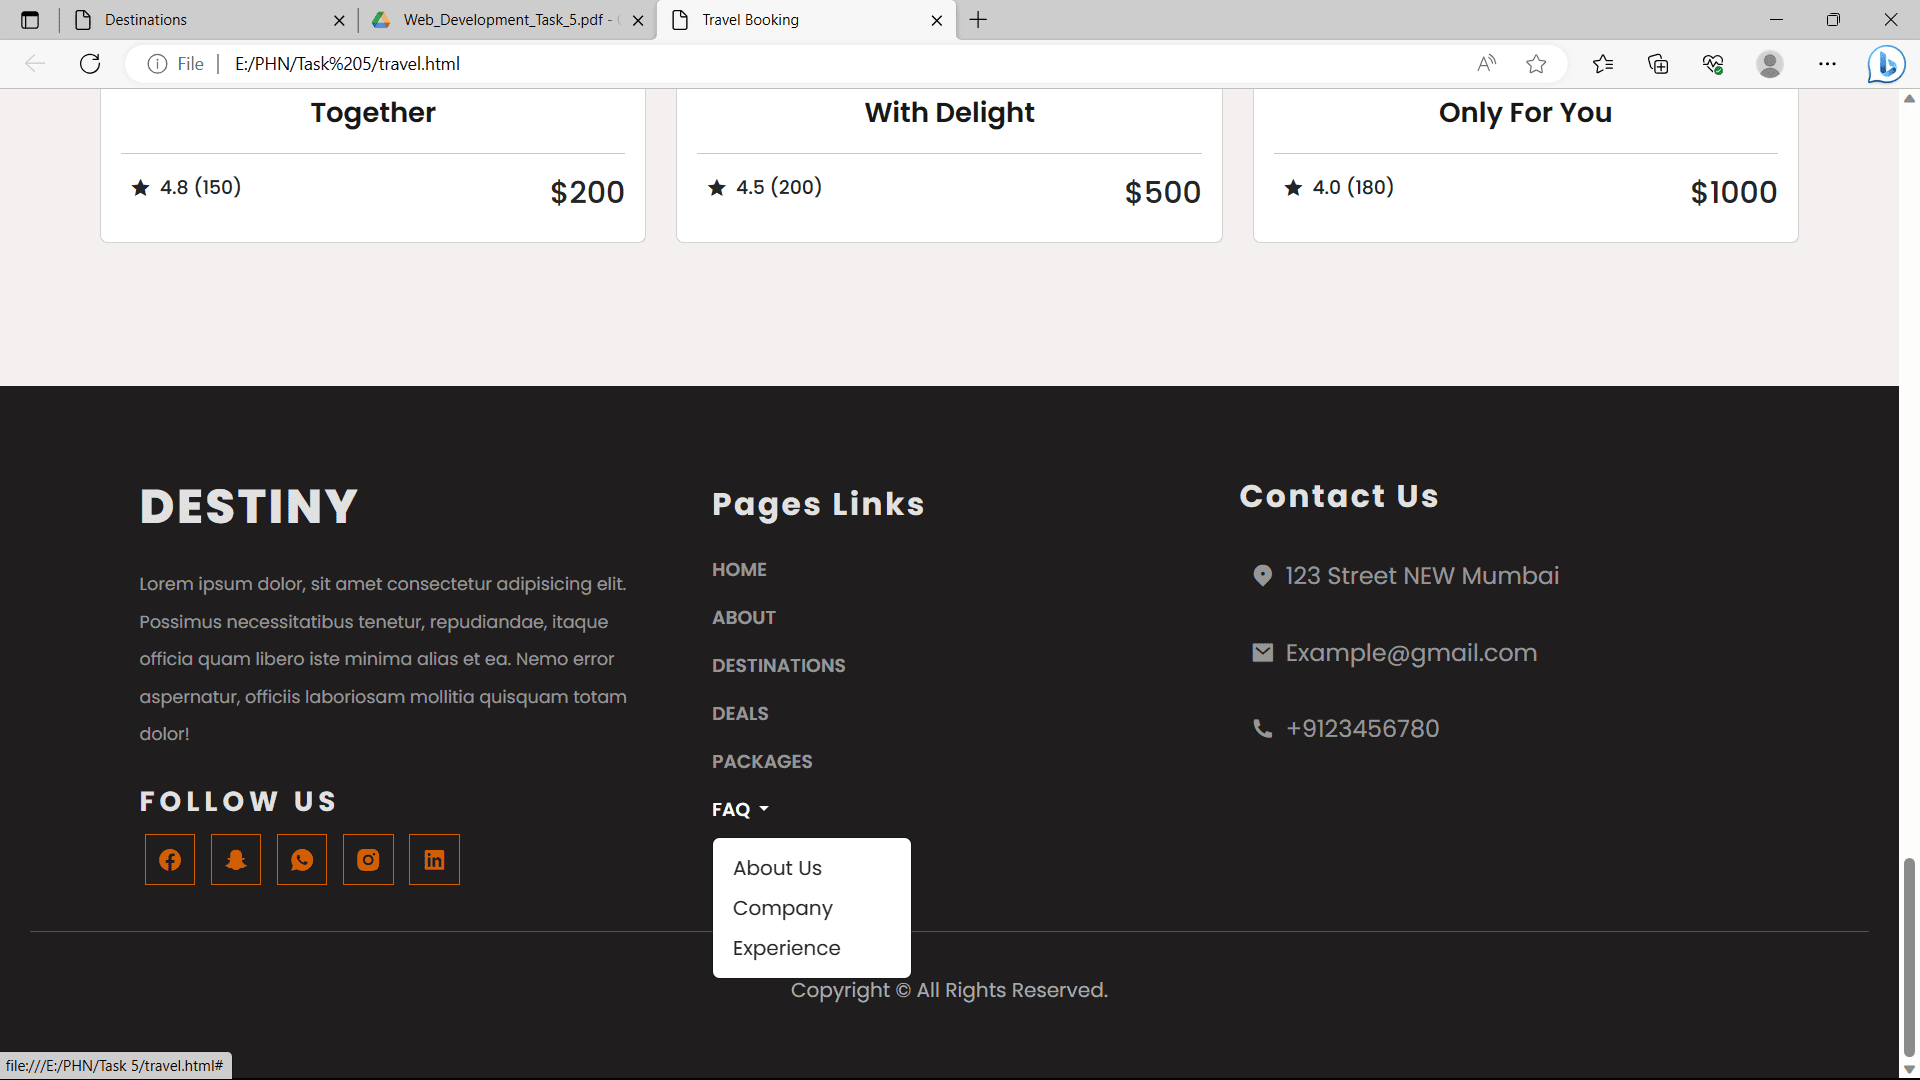 Destinations
Web_Development_Task_5.pdf -
Travel Booking
File
E:/PHN/Task%205/travel.html
Together
With Delight
Only For You
4.8 (150)
$200
4.5 (200)
$500
4.0 (180)
$1000
DESTINY
Lorem ipsum dolor, sit amet consectetur adipisicing elit.
Possimus necessitatibus tenetur, repudiandae, itaque
officia quam libero iste minima alias et ea. Nemo error
aspernatur, officiis laboriosam mollitia quisquam totam
dolor!
FOLLOW US
Pages Links
HOME
ABOUT
DESTINATIONS
DEALS
PACKAGES
FAQ
About Us
Company
Experience
Contact Us
123 Street NEW Mumbai
Example@gmail.com
+9123456780
Copyright © All Rights Reserved.
file:///E:/PHN/Task 5/travel.html#